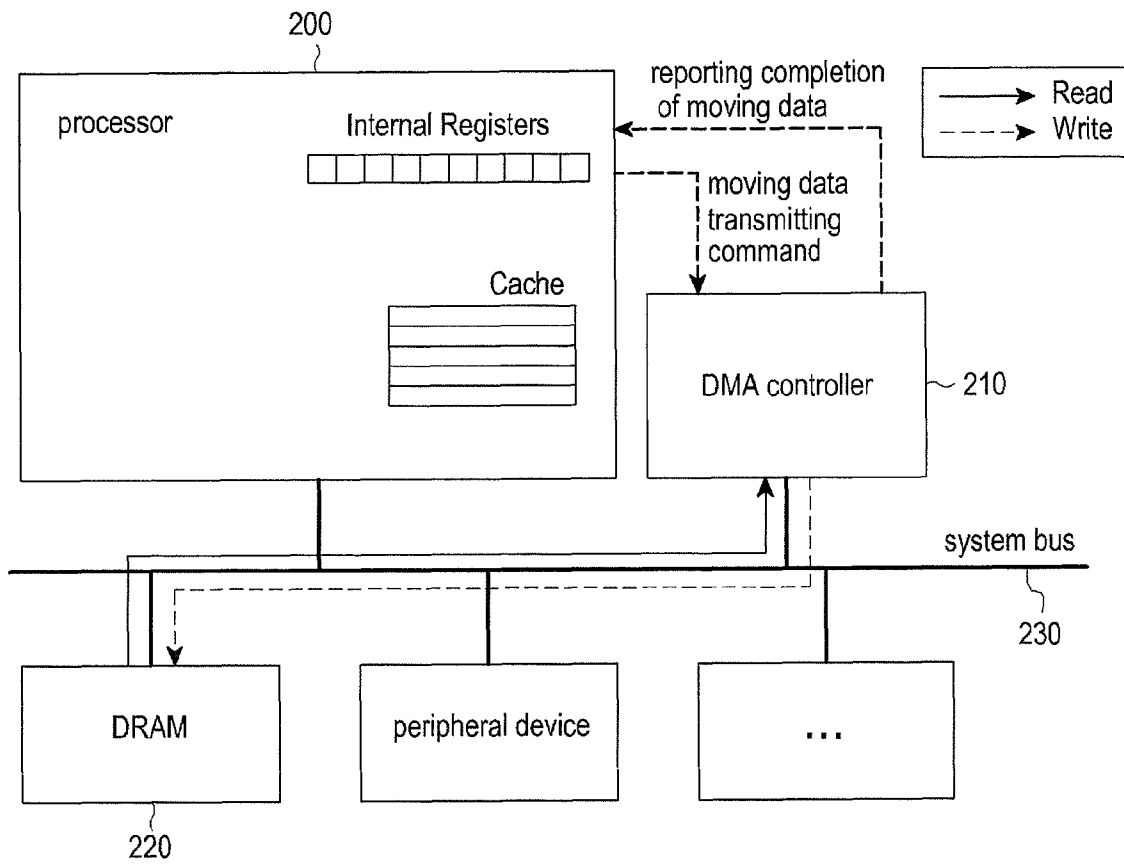 200
processor
Internal Registers
Cache
reporting completion
of moving data
moving data
transmitting
command
Read
Write
DMA controller
210
system bus
230
DRAM
peripheral device
...
220